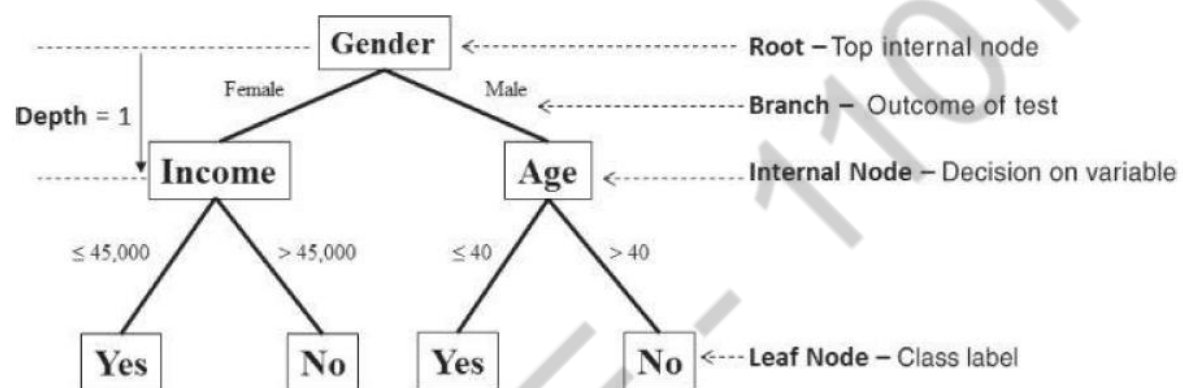 Gender
Root – Top internal node
Female
Male
Branch – Outcome of test
Depth = 1
Income
Age
Internal Node – Decision on variable
≤ 45,000
> 45,000
≤ 40
> 40
Yes
No
Yes
No
Leaf Node – Class label